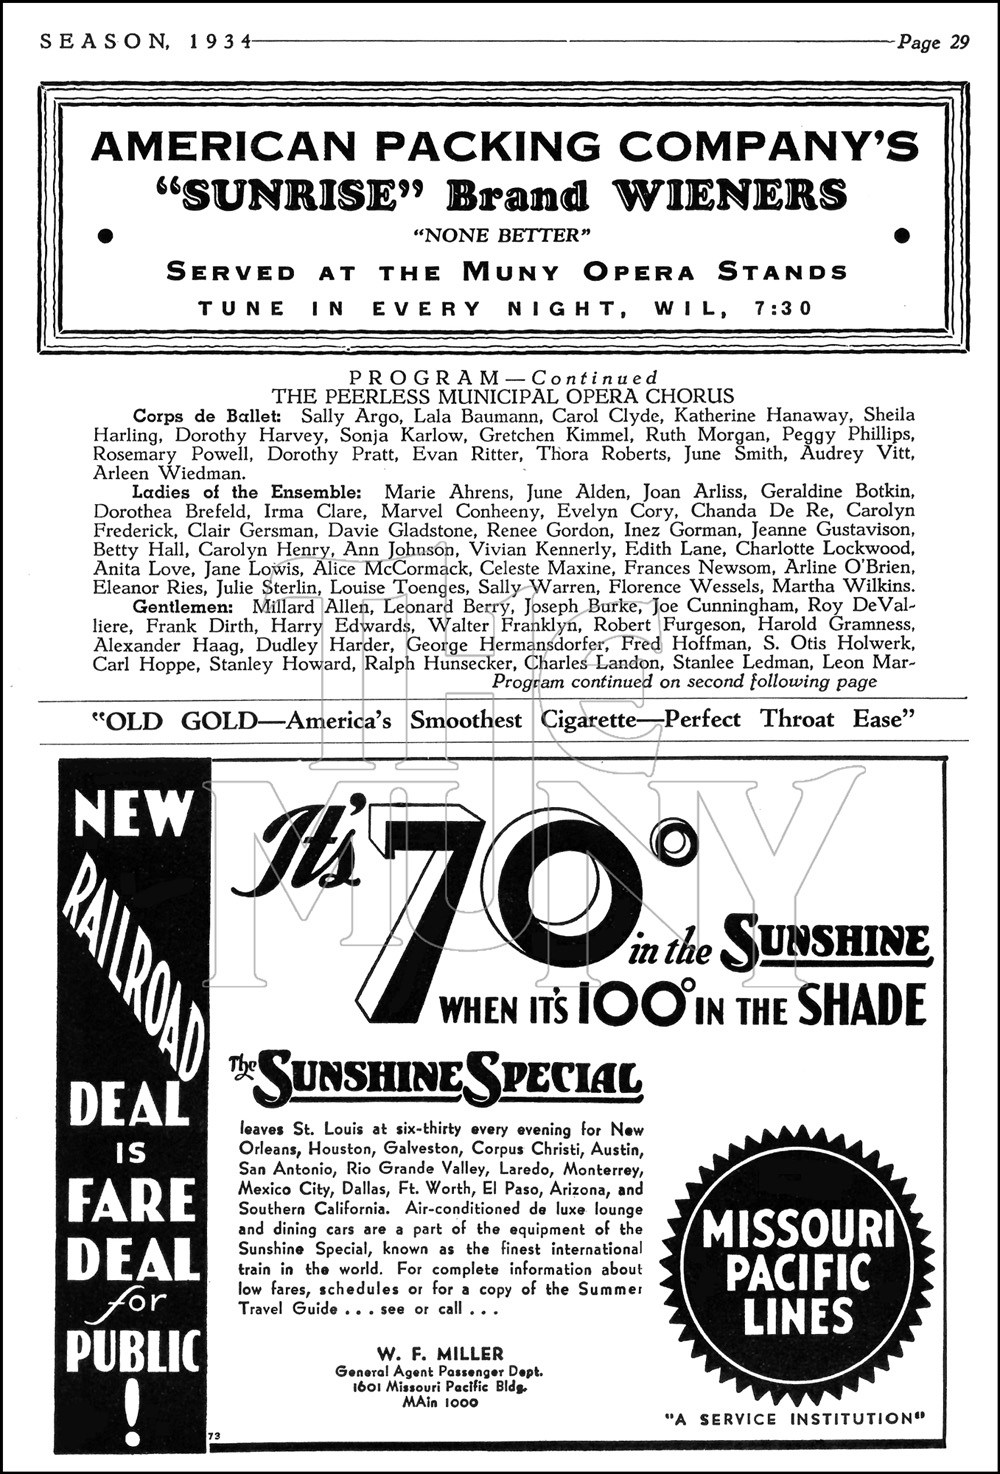 SEASON, 1934
Page 29
AMERICAN PACKING COMPANY'S
"SUNRISE" Brand WIENERS
"NONE BETTER"
SERVED AT THE MUNY OPERA STANDS
TUNE IN EVERY NIGHT, WIL, 7:30
PROGRAM—Continued
THE PEERLESS MUNICIPAL OPERA CHORUS
Corps de Ballet: Sally Argo, Lala Baumann, Carol Clyde, Katherine Hanaway, Sheila
Harling, Dorothy Harvey, Sonja Karlow, Gretchen Kimmel, Ruth Morgan, Peggy Phillips,
Rosemary Powell, Dorothy Pratt, Evan Ritter, Thora Roberts, June Smith, Audrey Vitt,
Arleen Wiedman.
Ladies of the Ensemble: Marie Ahrens, June Alden, Joan Arliss, Geraldine Botkin,
Dorothea Brefeld, Irma Clare, Marvel Conheeny, Evelyn Cory, Chanda De Re, Carolyn
Frederick, Clair Gersman, Davie Gladstone, Renee Gordon, Inez Gorman, Jeanne Gustavison,
Betty Hall, Carolyn Henry, Ann Johnson, Vivian Kennerly, Edith Lane, Charlotte Lockwood,
Anita Love, Jane Lowis, Alice McCormack, Celeste Maxine, Frances Newsom, Arline O'Brien,
Eleanor Ries, Julie Sterlin, Louise Toenges, Sally Warren, Florence Wessels, Martha Wilkins.
Gentlemen: Millard Allen, Leonard Berry, Joseph Burke, Joe Cunningham, Roy DeVal-
liere, Frank Dirth, Harry Edwards, Walter Franklyn, Robert Furgeson, Harold Gramness,
Alexander Haag, Dudley Harder, George Hermansdorfer, Fred Hoffman, S. Otis Holwerk,
Carl Hoppe, Stanley Howard, Ralph Hunsecker, Charles Landon, Stanlee Ledman, Leon Mar-
Program continued on second following page
"OLD GOLD—America's Smoothest Cigarette—Perfect Throat Ease"
The
MUNY
NEW
RAILROAD
DEAL
IS
FARE
DEAL
for
PUBLIC
!
It's 70°
in the SUNSHINE
WHEN IT'S 100° IN THE SHADE
The SUNSHINE SPECIAL
leaves St. Louis at six-thirty every evening for New
Orleans, Houston, Galveston, Corpus Christi, Austin,
San Antonio, Rio Grande Valley, Laredo, Monterrey,
Mexico City, Dallas, Ft. Worth, El Paso, Arizona, and
Southern California. Air-conditioned de luxe lounge
and dining cars are a part of the equipment of the
Sunshine Special, known as the finest international
train in the world. For complete information about
low fares, schedules or for a copy of the Summer
Travel Guide . . . see or call . . .
W. F. MILLER
General Agent Passenger Dept.
1601 Missouri Pacific Bldg.
MAin 1000
MISSOURI
PACIFIC
LINES
"A SERVICE INSTITUTION"
73